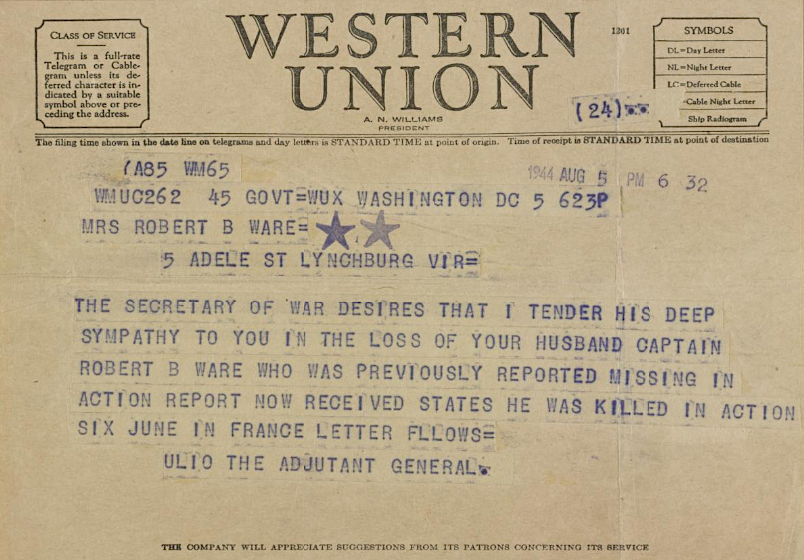 CLASS OF SERVICE
This is a full-rate
Telegram or Cable-
gram unless its de-
ferred character is in-
dicated by a suitable
symbol above or pre-
ceding the address.
WESTERN
UNION
A. N. WILLIAMS
PRESIDENT
1201
(24)
SYMBOLS
DL=Day Letter
NL=Night Letter
LC=Deferred Cable
Cable Night Letter
Ship Radiogram
The filing time shown in the date line on telegrams and day letters is STANDARD TIME at point of origin. Time of receipt is STANDARD TIME at point of destination
(A85 WM65
1944 AUG 5 PM 6 32
WMUC262 45 GOVT=WUX WASHINGTON DC 5 623P
MRS ROBERT B WARE=
5 ADELE ST LYNCHBURG VIR=
THE SECRETARY OF WAR DESIRES THAT I TENDER HIS DEEP
SYMPATHY TO YOU IN THE LOSS OF YOUR HUSBAND CAPTAIN
ROBERT B WARE WHO WAS PREVIOUSLY REPORTED MISSING IN
ACTION REPORT NOW RECEIVED STATES HE WAS KILLED IN ACTION
SIX JUNE IN FRANCE LETTER FLLOWS=
ULIO THE ADJUTANT GENERAL.
THE COMPANY WILL APPRECIATE SUGGESTIONS FROM ITS PATRONS CONCERNING ITS SERVICE